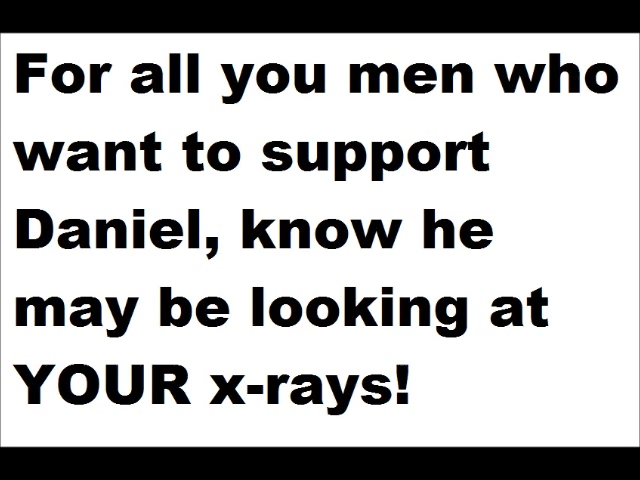 For all you men who
want to support
Daniel, know he
may be looking at
YOUR x-rays!